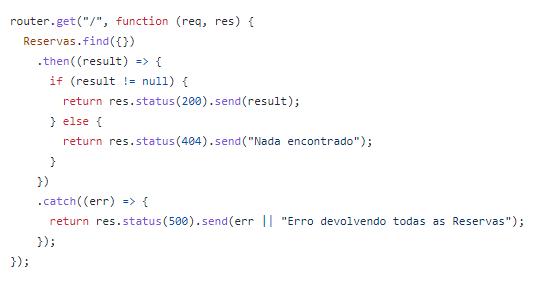 router.get("/", function (req, res) {
  Reservas.find({})
    .then((result) => {
      if (result != null) {
        return res.status(200).send(result);
      } else {
        return res.status(404).send("Nada encontrado");
      }
    })
    .catch((err) => {
      return res.status(500).send(err || "Erro devolvendo todas as Reservas");
    });
});